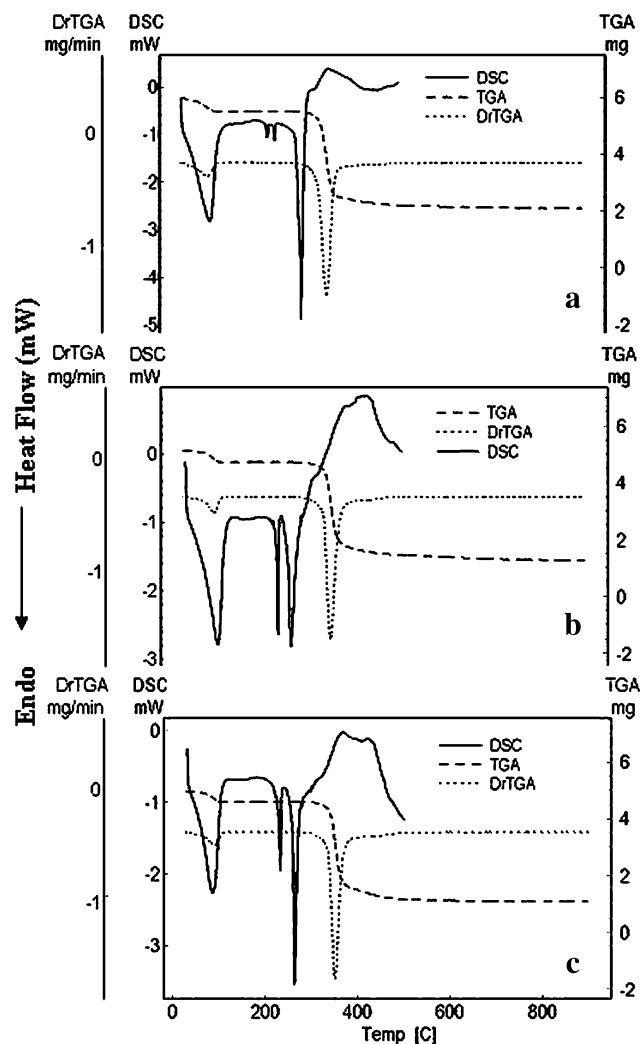 DrTGA DSC TGA
mg/min mW mg
0 -1
0 -1 -2 -3 -4 -5
6 4 2 0 -2
DSC
TGA
DrTGA
a
DrTGA DSC TGA
mg/min mW mg
0 -1
0 -1 -2 -3
6 4 2 0 -2
TGA
DrTGA
DSC
b
Endo Heat Flow (mW)
DrTGA DSC TGA
mg/min mW mg
0 -1
0 -1 -2 -3
6 4 2 0 -2
DSC
TGA
DrTGA
c
0 200 400 600 800
Temp [C]